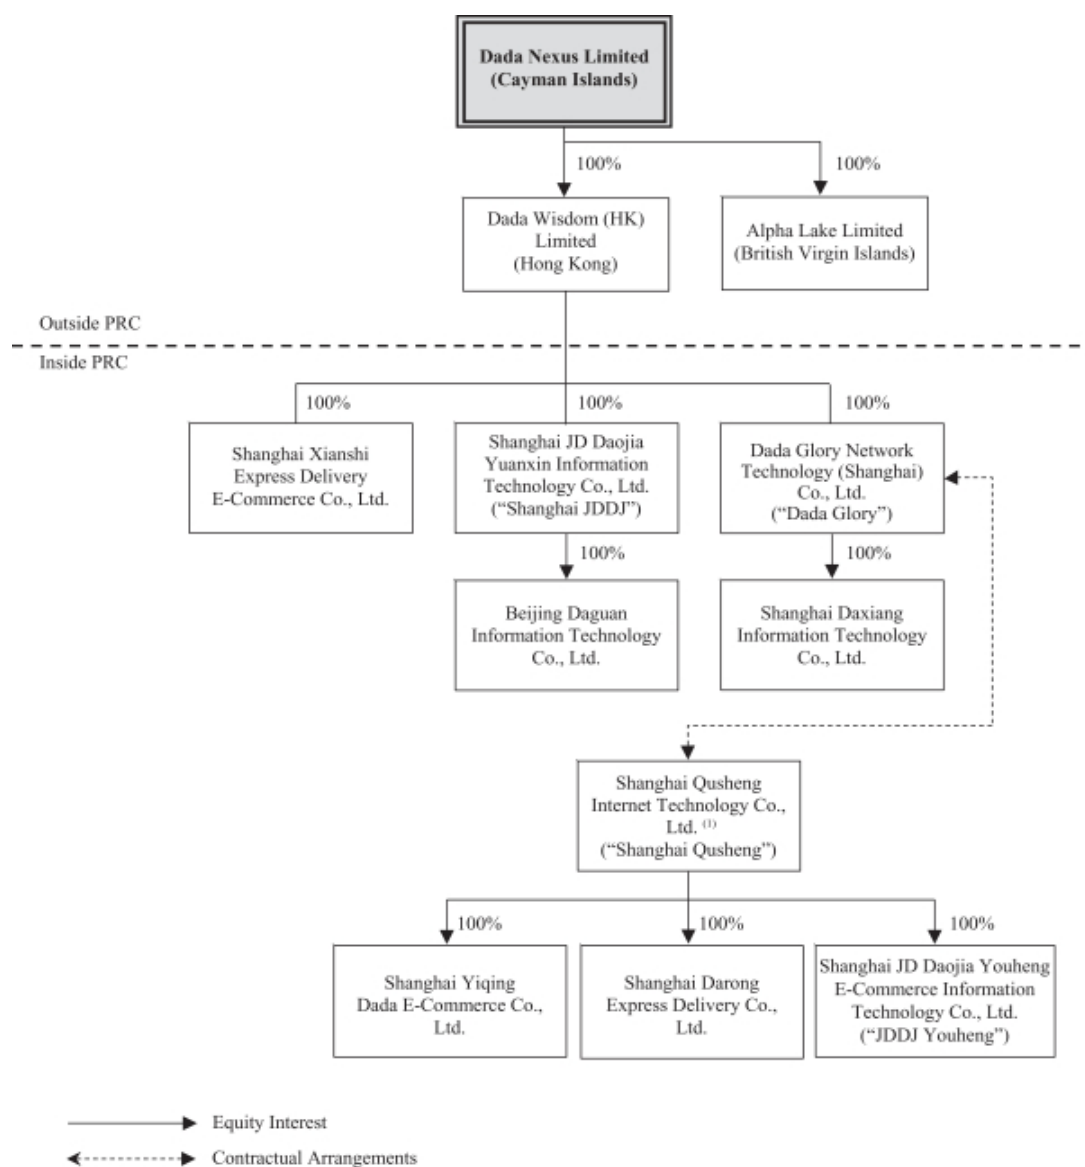 Dada Nexus Limited
(Cayman Islands)
100%
100%
Dada Wisdom (HK)
Limited
(Hong Kong)
Alpha Lake Limited
(British Virgin Islands)
Outside PRC
Inside PRC
100%
100%
100%
Shanghai Xianshi
Express Delivery
E-Commerce Co., Ltd.
Shanghai JD Daojia
Yuanxin Information
Technology Co., Ltd.
(“Shanghai JDDJ”)
Dada Glory Network
Technology (Shanghai)
Co., Ltd.
(“Dada Glory”)
100%
100%
Beijing Daguan
Information Technology
Co., Ltd.
Shanghai Daxiang
Information Technology
Co., Ltd.
Shanghai Qusheng
Internet Technology Co.,
Ltd. (1)
(“Shanghai Qusheng”)
100%
100%
100%
Shanghai Yiqing
Dada E-Commerce Co.,
Ltd.
Shanghai Darong
Express Delivery Co.,
Ltd.
Shanghai JD Daojia Youheng
E-Commerce Information
Technology Co., Ltd.
(“JDDJ Youheng”)
Equity Interest
Contractual Arrangements